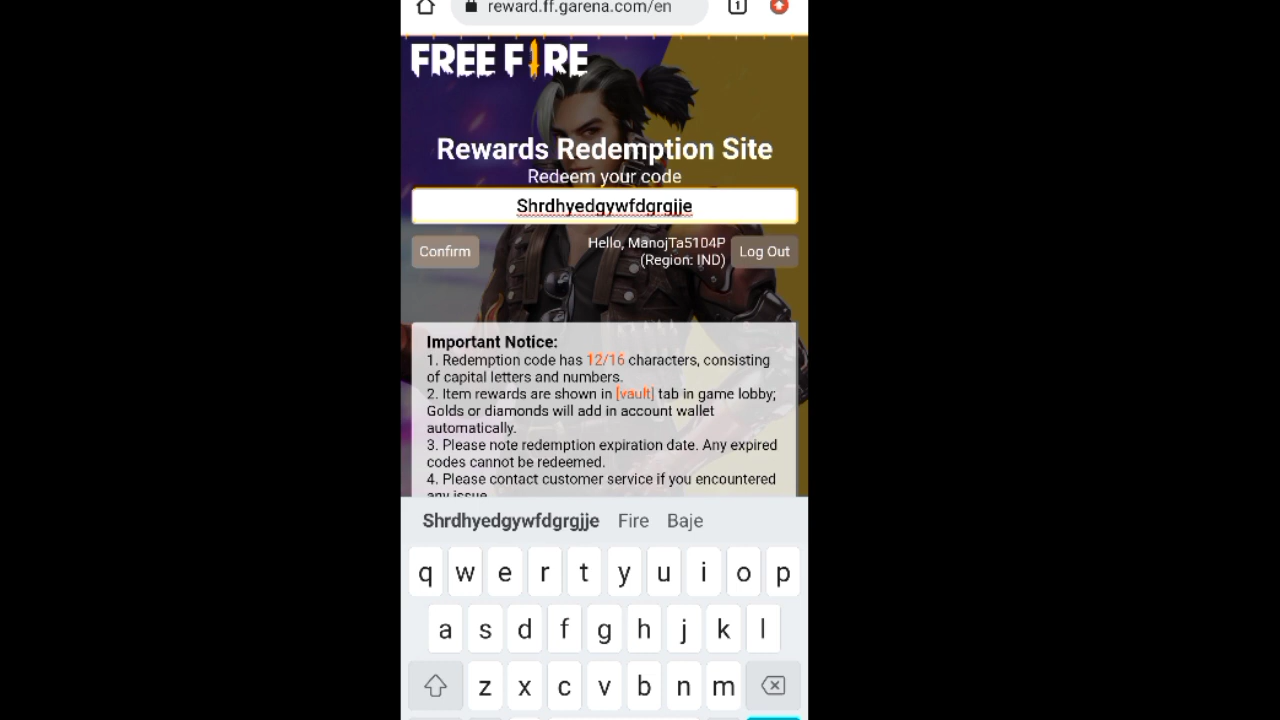 reward.ff.garena.com/en
1
FREE FIRE
Rewards Redemption Site
Redeem your code
Shrdhyedgywfdgrgjje
Confirm
Hello, ManojTa5104P
(Region: IND)
Log Out
Important Notice:
1. Redemption code has 12/16 characters, consisting
of capital letters and numbers.
2. Item rewards are shown in [vault] tab in game lobby;
Golds or diamonds will add in account wallet
automatically.
3. Please note redemption expiration date. Any expired
codes cannot be redeemed.
4. Please contact customer service if you encountered
any issue
Shrdhyedgywfdgrgjje Fire Baje
q w e r t y u i o p
a s d f g h j k l
z x c v b n m